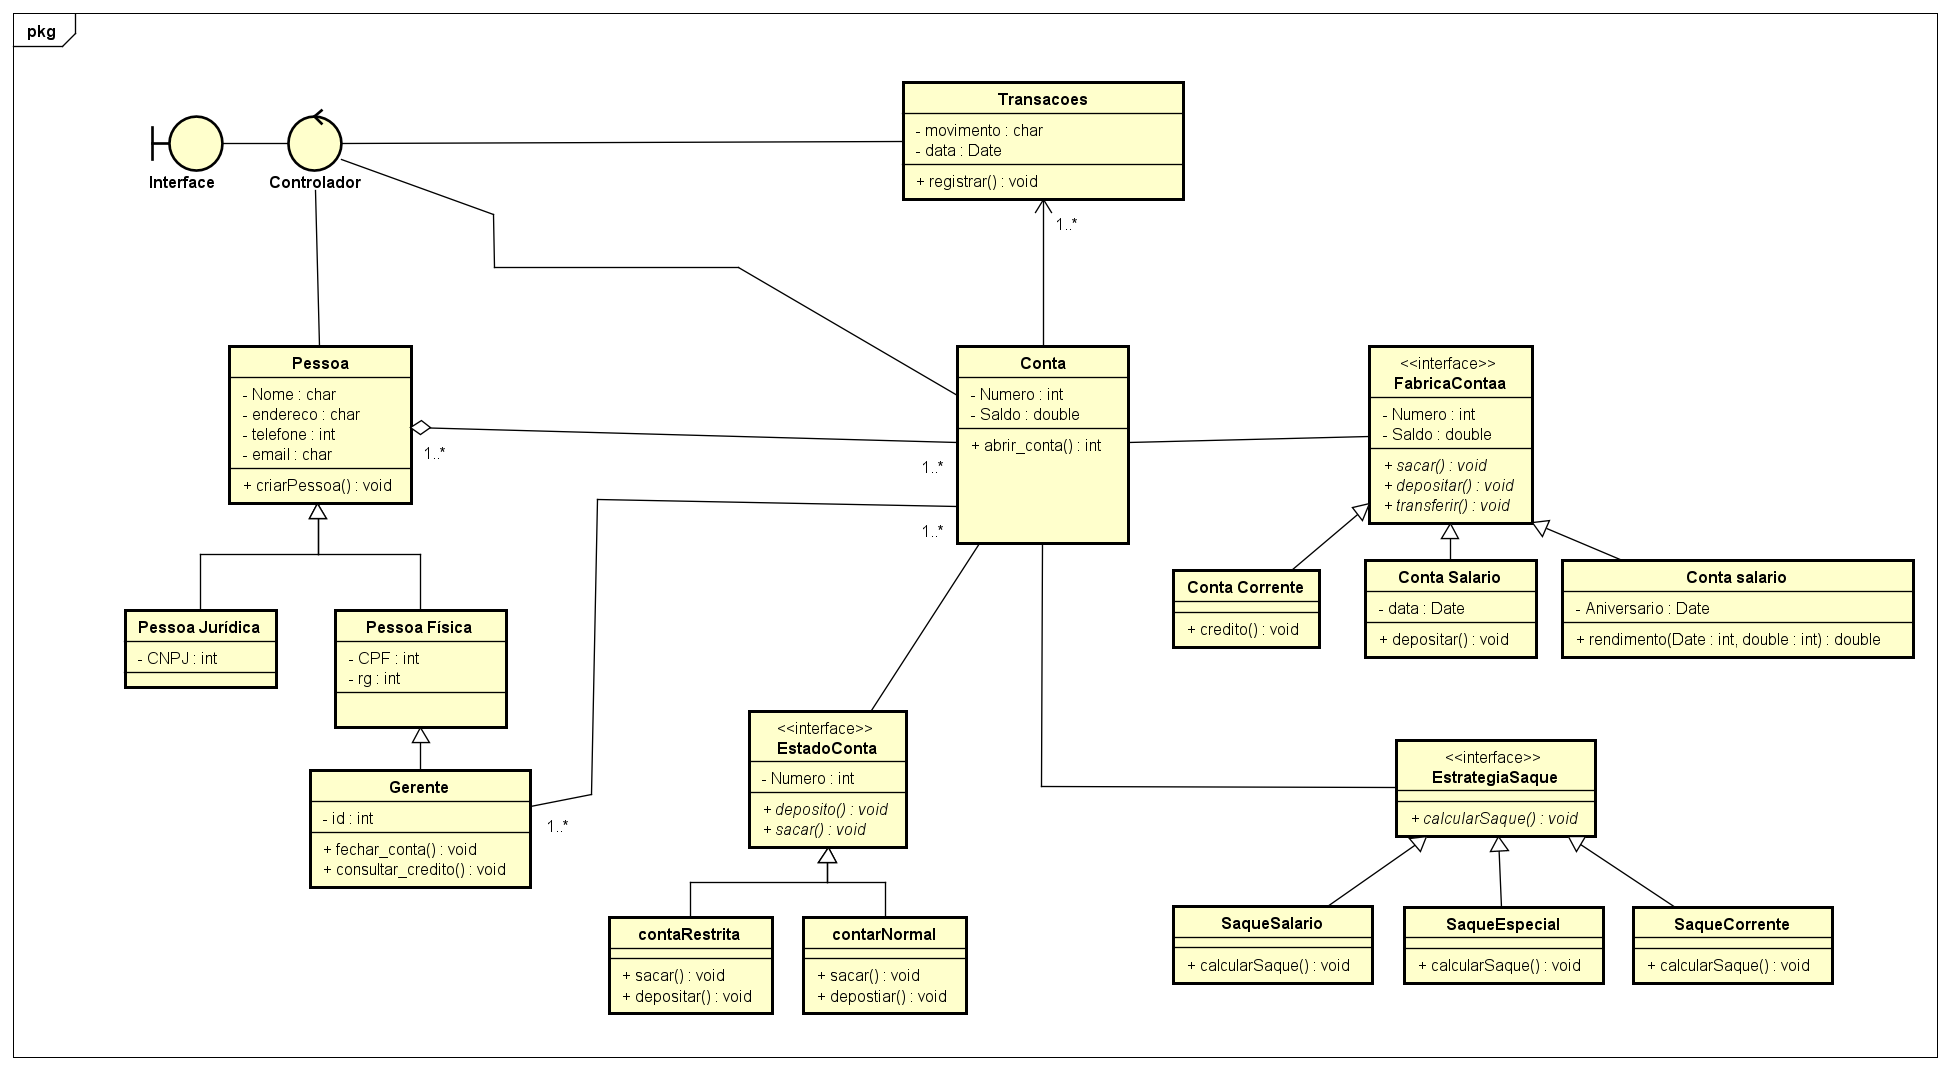 pkg
Interface
Controlador
Transacoes
- movimento : char
- data : Date
+ registrar() : void
1..*
Pessoa
- Nome : char
- endereco : char
- telefone : int
- email : char
+ criarPessoa() : void
1..*
Conta
- Numero : int
- Saldo : double
+ abrir_conta() : int
1..*
1..*
<<interface>>
FabricaContaa
- Numero : int
- Saldo : double
+ sacar() : void
+ depositar() : void
+ transferir() : void
Conta Corrente
+ credito() : void
Conta Salario
- data : Date
+ depositar() : void
Conta salario
- Aniversario : Date
+ rendimento(Date : int, double : int) : double
Pessoa Jurídica
- CNPJ : int
Pessoa Física
- CPF : int
- rg : int
Gerente
- id : int
+ fechar_conta() : void
+ consultar_credito() : void
1..*
<<interface>>
EstadoConta
- Numero : int
+ deposito() : void
+ sacar() : void
contaRestrita
+ sacar() : void
+ depositar() : void
contarNormal
+ sacar() : void
+ depostiar() : void
<<interface>>
EstrategiaSaque
+ calcularSaque() : void
SaqueSalario
+ calcularSaque() : void
SaqueEspecial
+ calcularSaque() : void
SaqueCorrente
+ calcularSaque() : void